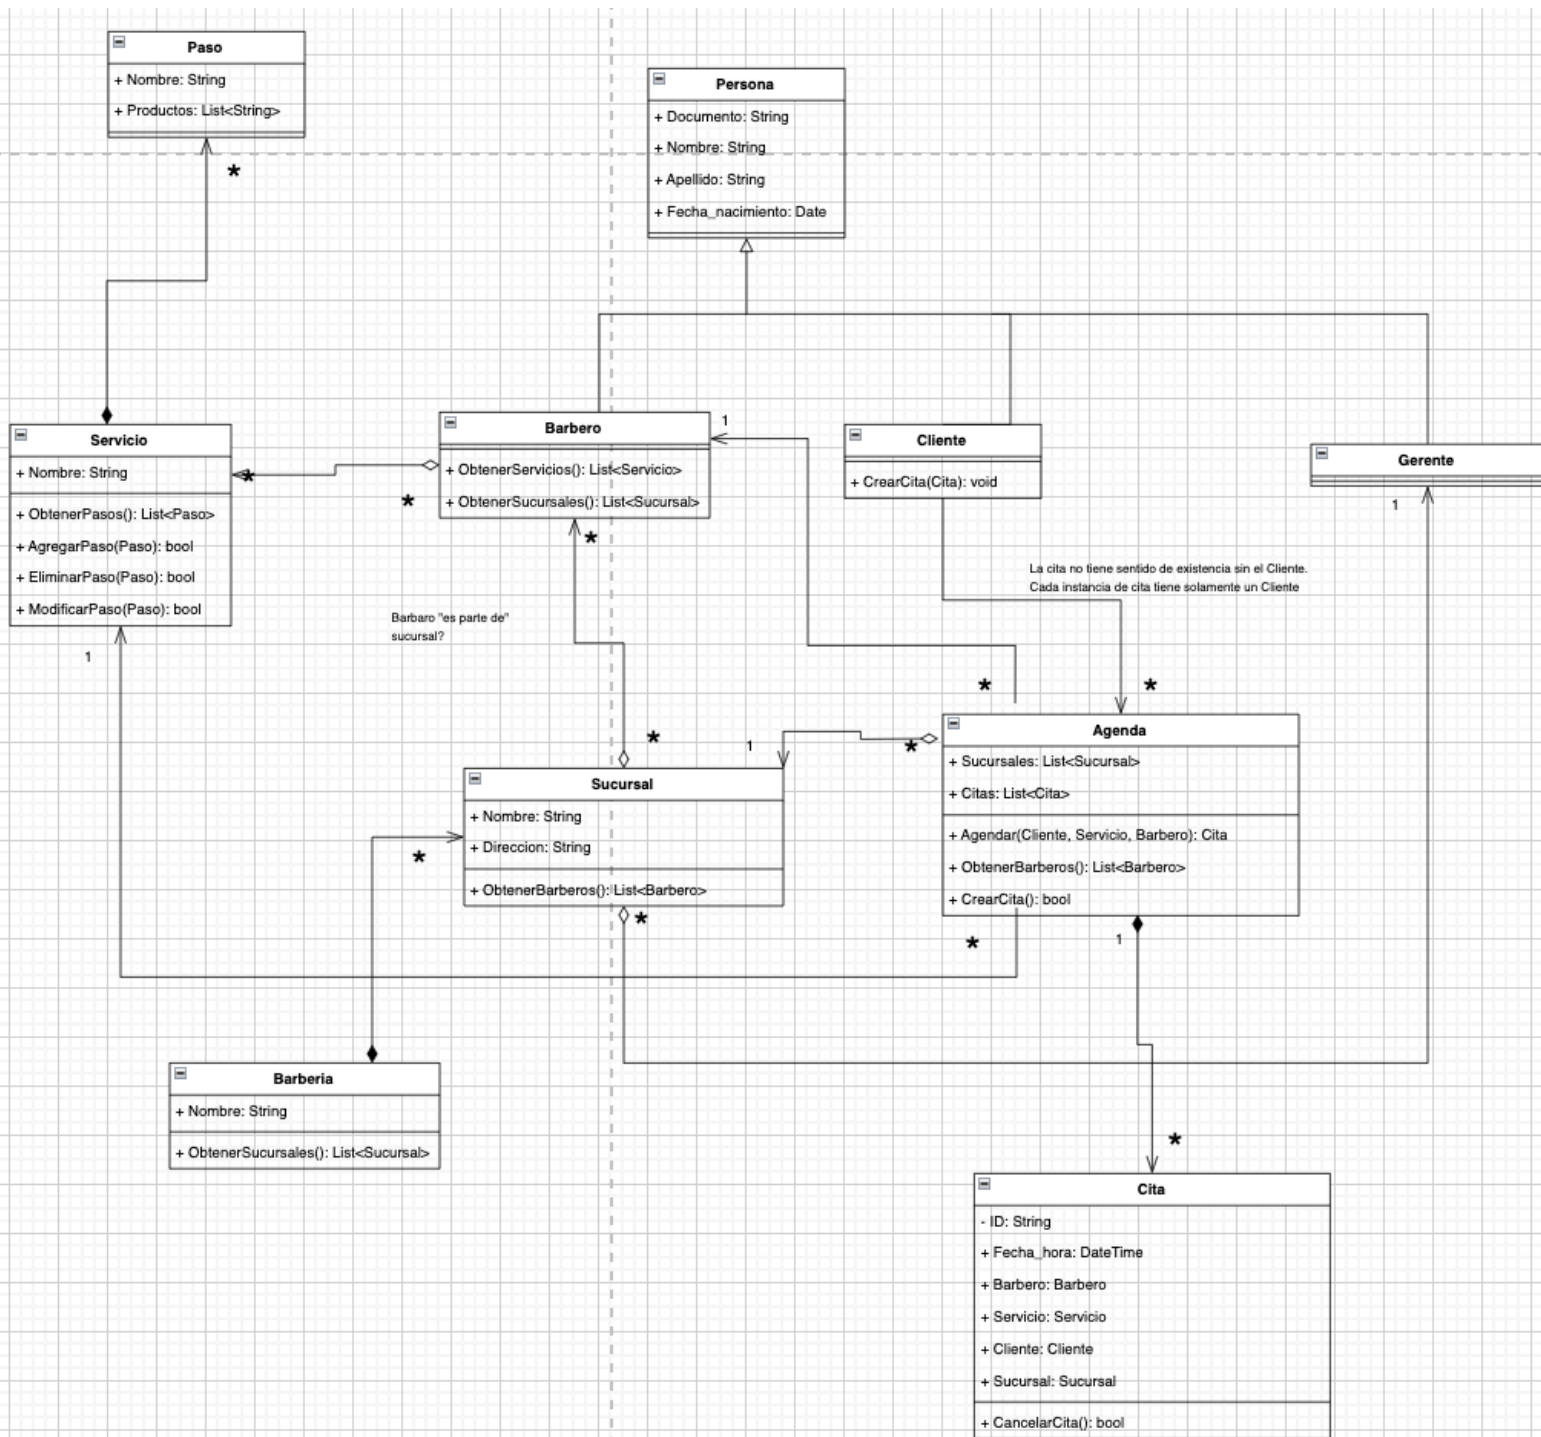 Paso
+ Nombre: String
+ Productos: List<String>
*
Persona
+ Documento: String
+ Nombre: String
+ Apellido: String
+ Fecha_nacimiento: Date
Servicio
+ Nombre: String
+ ObtenerPasos(): List<Paso>
+ AgregarPaso(Paso): bool
+ EliminarPaso(Paso): bool
+ ModificarPaso(Paso): bool
1
*
*
Barbero
+ ObtenerServicios(): List<Servicio>
+ ObtenerSucursales(): List<Sucursal>
1
*
Cliente
+ CrearCita(Cita): void
Gerente
1
La cita no tiene sentido de existencia sin el Cliente.
Cada instancia de cita tiene solamente un Cliente
Barbaro "es parte de"
sucursal?
*
*
*
1
*
Sucursal
+ Nombre: String
+ Direccion: String
+ ObtenerBarberos(): List<Barbero>
*
*
Agenda
+ Sucursales: List<Sucursal>
+ Citas: List<Cita>
+ Agendar(Cliente, Servicio, Barbero): Cita
+ ObtenerBarberos(): List<Barbero>
+ CrearCita(): bool
*
1
Barberia
+ Nombre: String
+ ObtenerSucursales(): List<Sucursal>
*
Cita
- ID: String
+ Fecha_hora: DateTime
+ Barbero: Barbero
+ Servicio: Servicio
+ Cliente: Cliente
+ Sucursal: Sucursal
+ CancelarCita(): bool